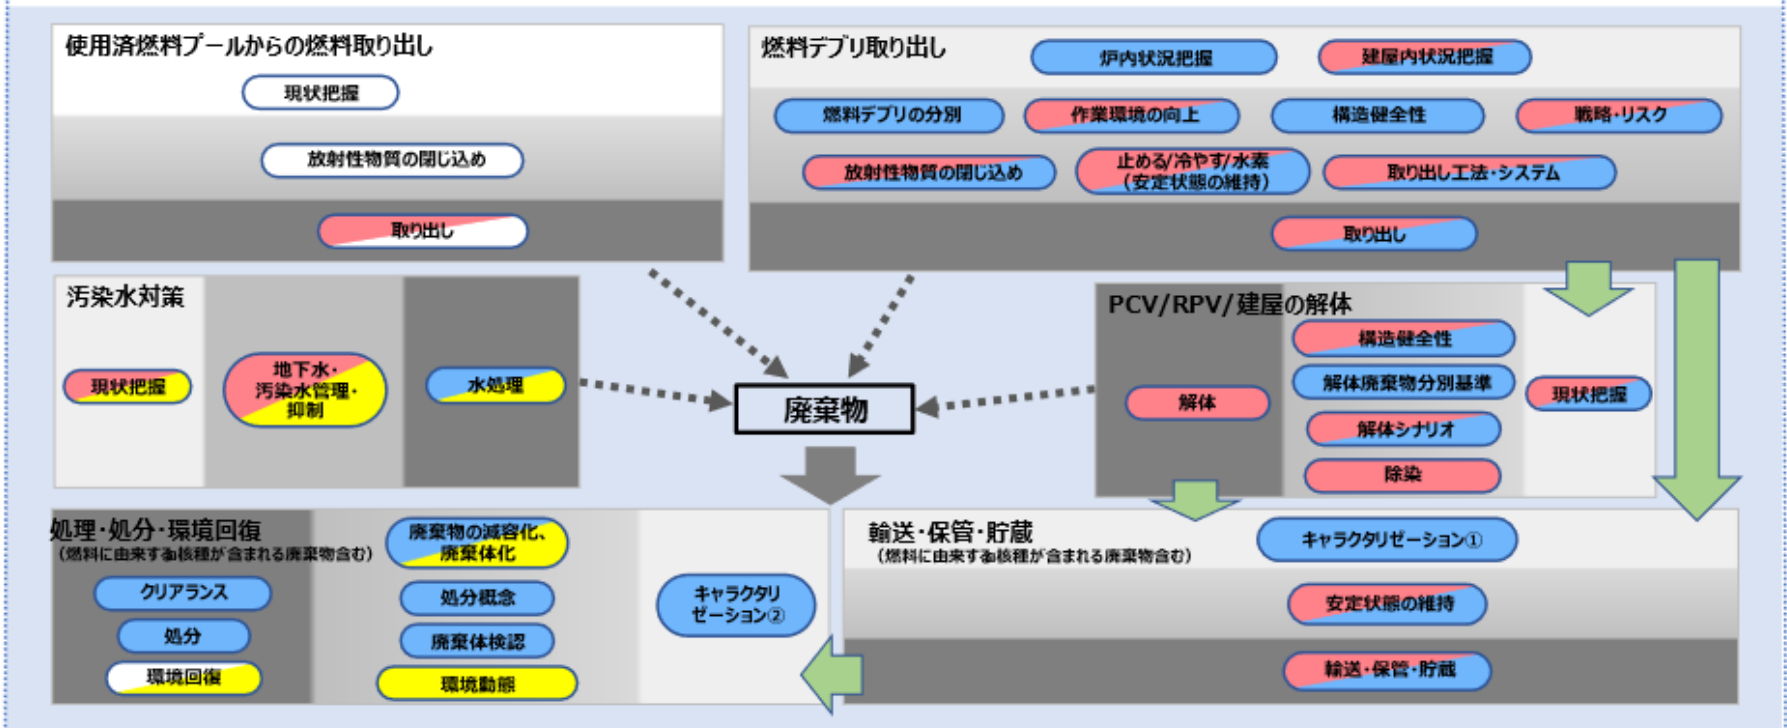 使用済燃料プールからの燃料取り出し
現状把握
放射性物質の閉じ込め
取り出し
燃料デブリ取り出し
炉内状況把握
建屋内状況把握
燃料デブリの分別
作業環境の向上
構造健全性
戦略・リスク
放射性物質の閉じ込め
止める/冷やす/水素
(安定状態の維持)
取り出し工法・システム
取り出し
汚染水対策
現状把握
地下水・
汚染水管理・
抑制
水処理
廃棄物
PCV/RPV/建屋の解体
解体
構造健全性
解体廃棄物分別基準
解体シナリオ
除染
現状把握
処理・処分・環境回復
(燃料に由来するα核種が含まれる廃棄物含む)
クリアランス
処分
環境回復
廃棄物の減容化、
廃棄体化
処分概念
廃棄体検認
環境動態
キャラクタリ
ゼーション②
輸送・保管・貯蔵
(燃料に由来するα核種が含まれる廃棄物含む)
キャラクタリゼーション①
安定状態の維持
輸送・保管・貯蔵